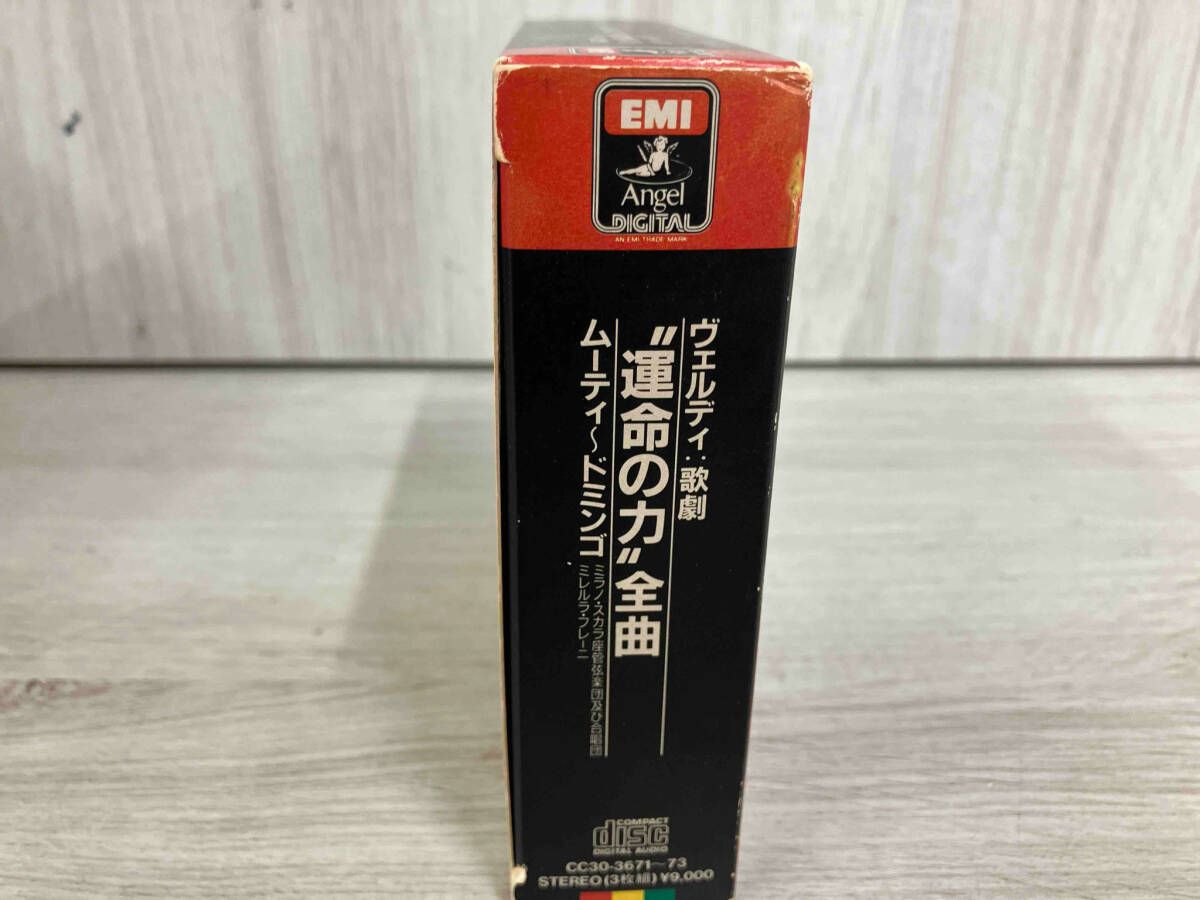 EMI
Angel
DIGITAL
AN EMI TRADE MARK
ヴェルディ:歌劇
“運命の力”全曲
ムーティ〜ドミンゴ
ミラノ・スカラ座管弦楽団及び合唱団
ミレルラ・フレーニ
COMPACT
disc
DIGITAL AUDIO
CC30-3671〜73
STEREO(3枚組)¥9,000